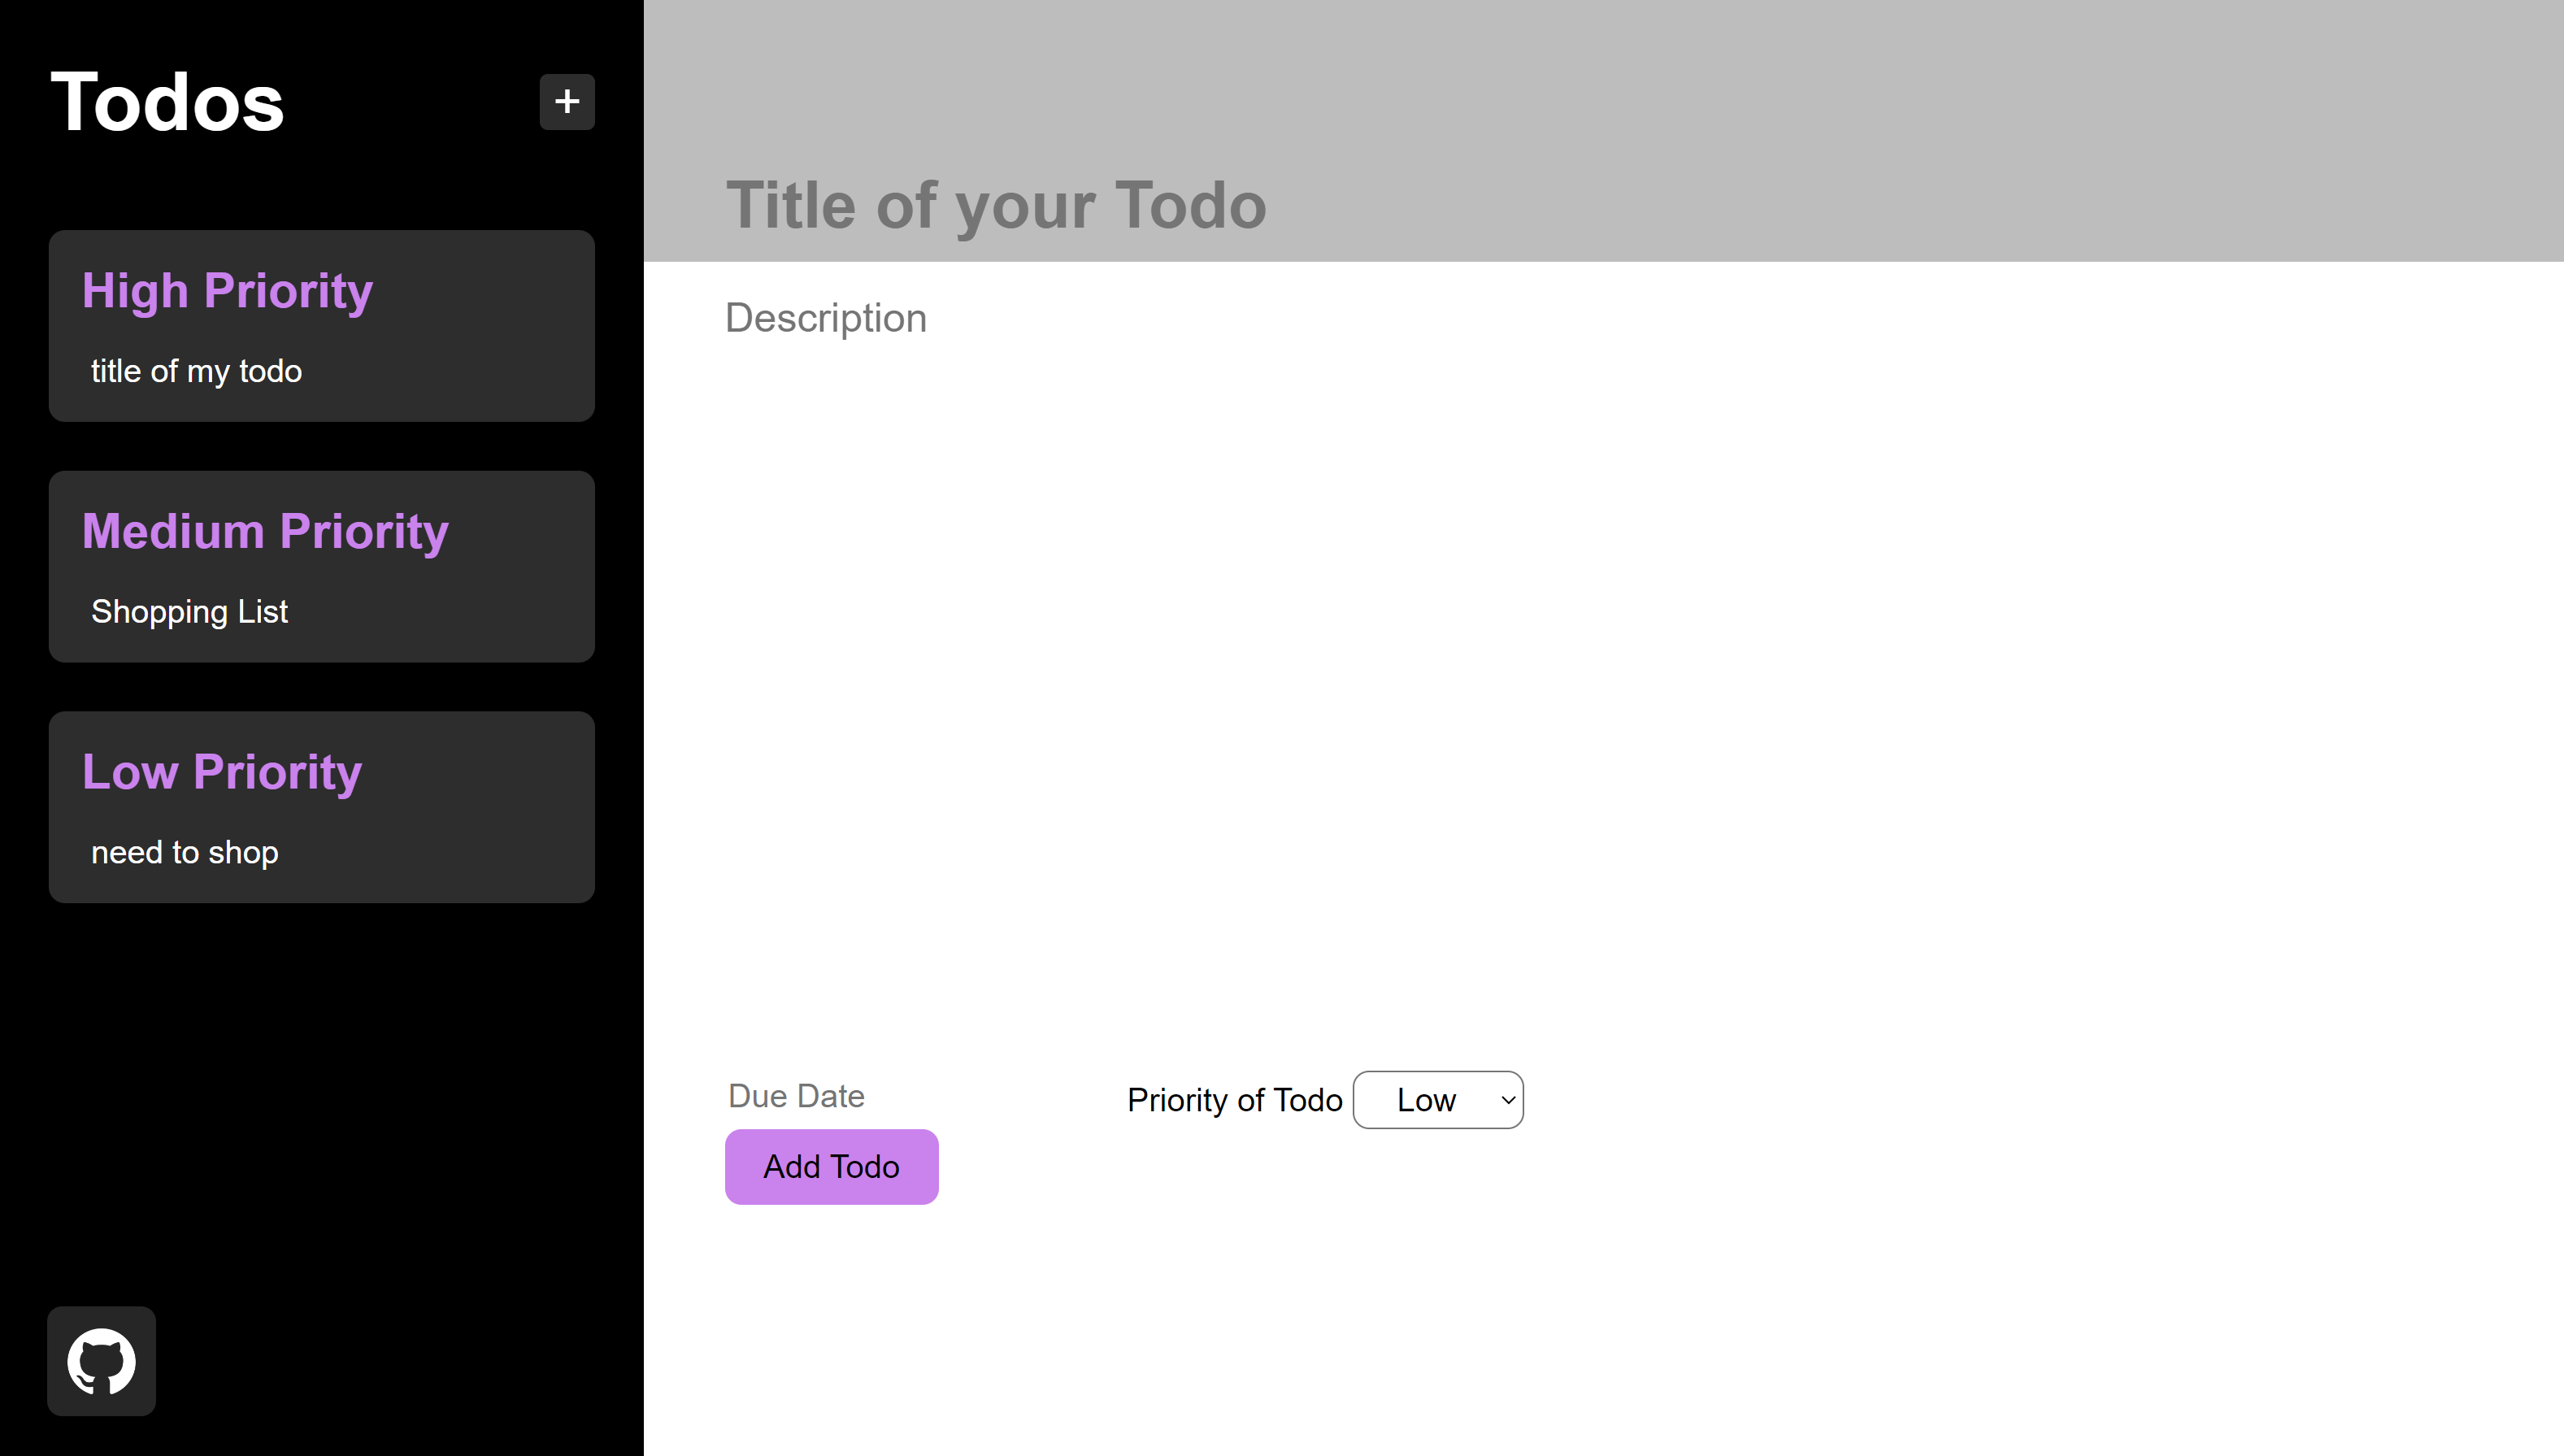 Todos
+
High Priority
title of my todo
Medium Priority
Shopping List
Low Priority
need to shop
Title of your Todo
Description
Due Date
Priority of Todo Low
Add Todo